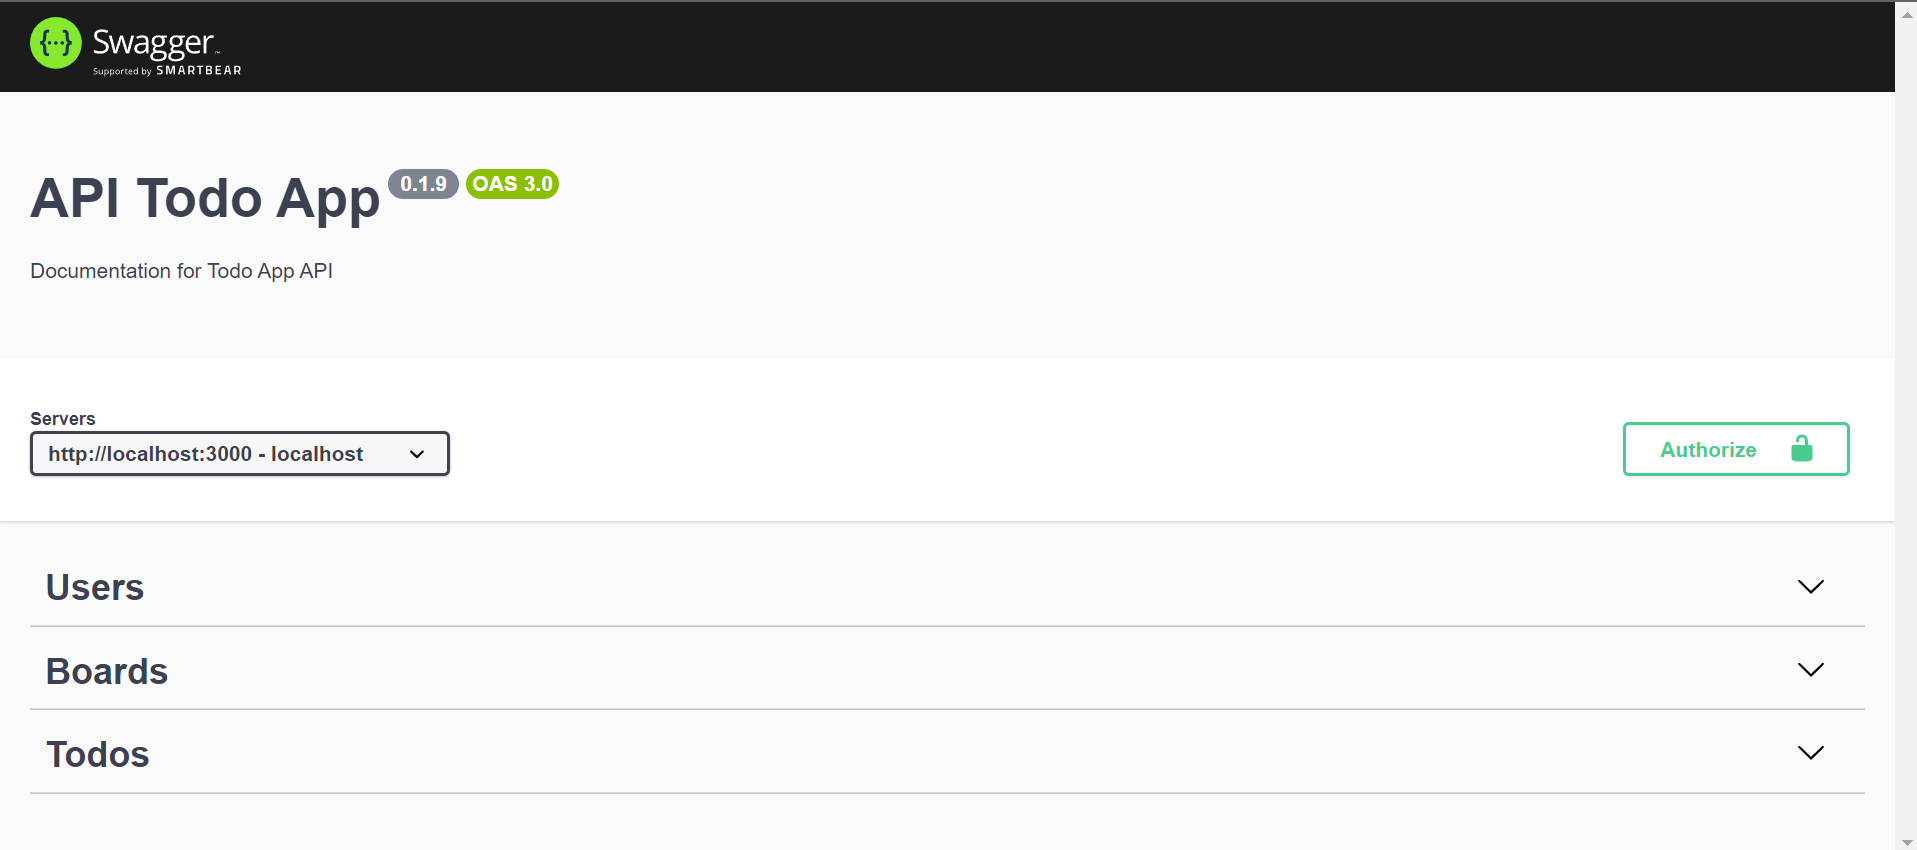 {···} Swagger™
Supported by SMARTBEAR
API Todo App 0.1.9 OAS 3.0
Documentation for Todo App API
Servers
http://localhost:3000 - localhost
Authorize
Users
Boards
Todos